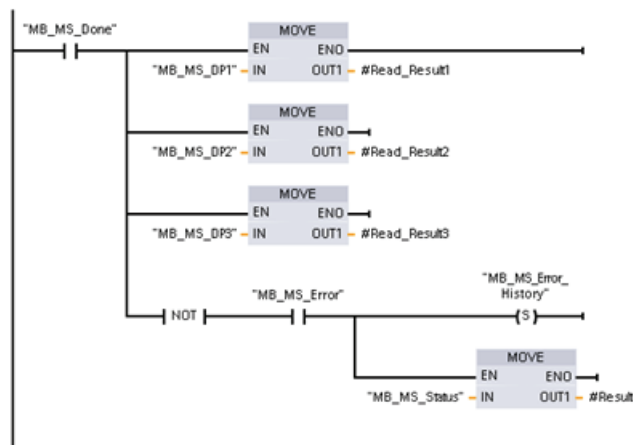 "MB_MS_Done"
MOVE
EN ENO
"MB_MS_DP1" IN OUT1 #Read_Result1
MOVE
EN ENO
"MB_MS_DP2" IN OUT1 #Read_Result2
MOVE
EN ENO
"MB_MS_DP3" IN OUT1 #Read_Result3
"MB_MS_Error_
History"
"MB_MS_Error"
NOT
S
MOVE
EN ENO
"MB_MS_Status" IN OUT1 #Result